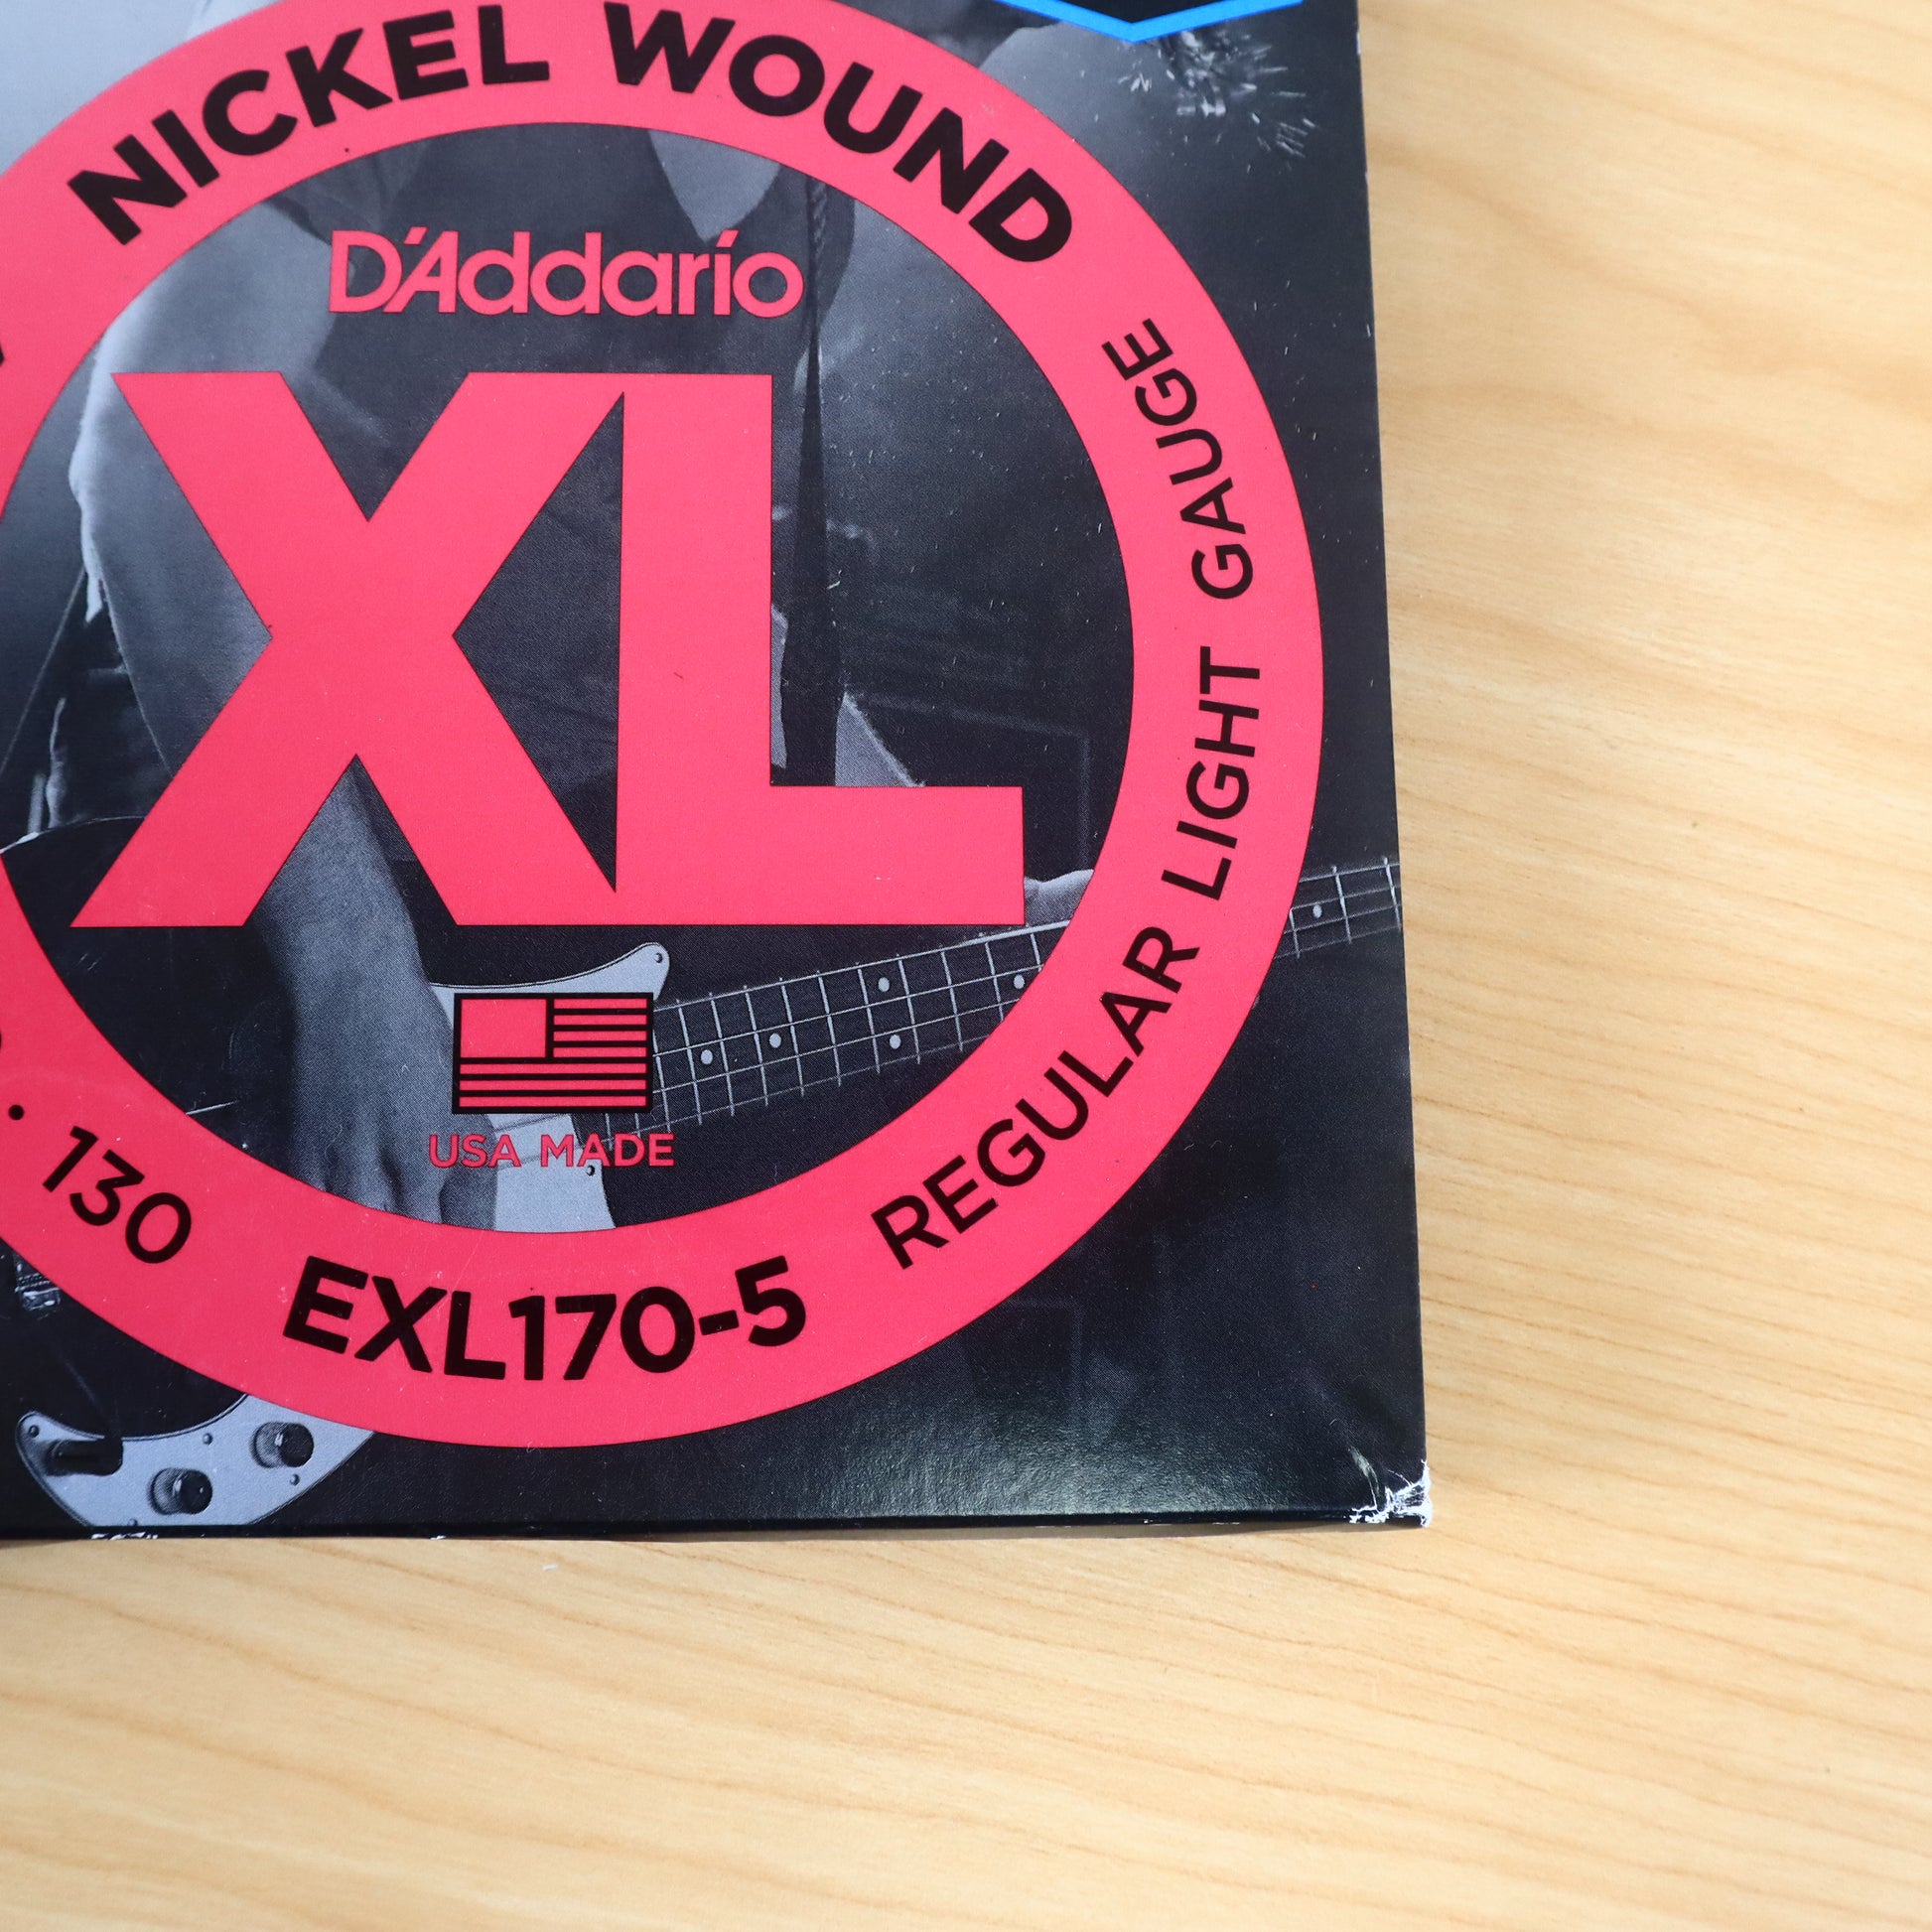 NICKEL WOUND
D'Addario
XL
USA MADE
REGULAR LIGHT GAUGE
130
EXL170-5